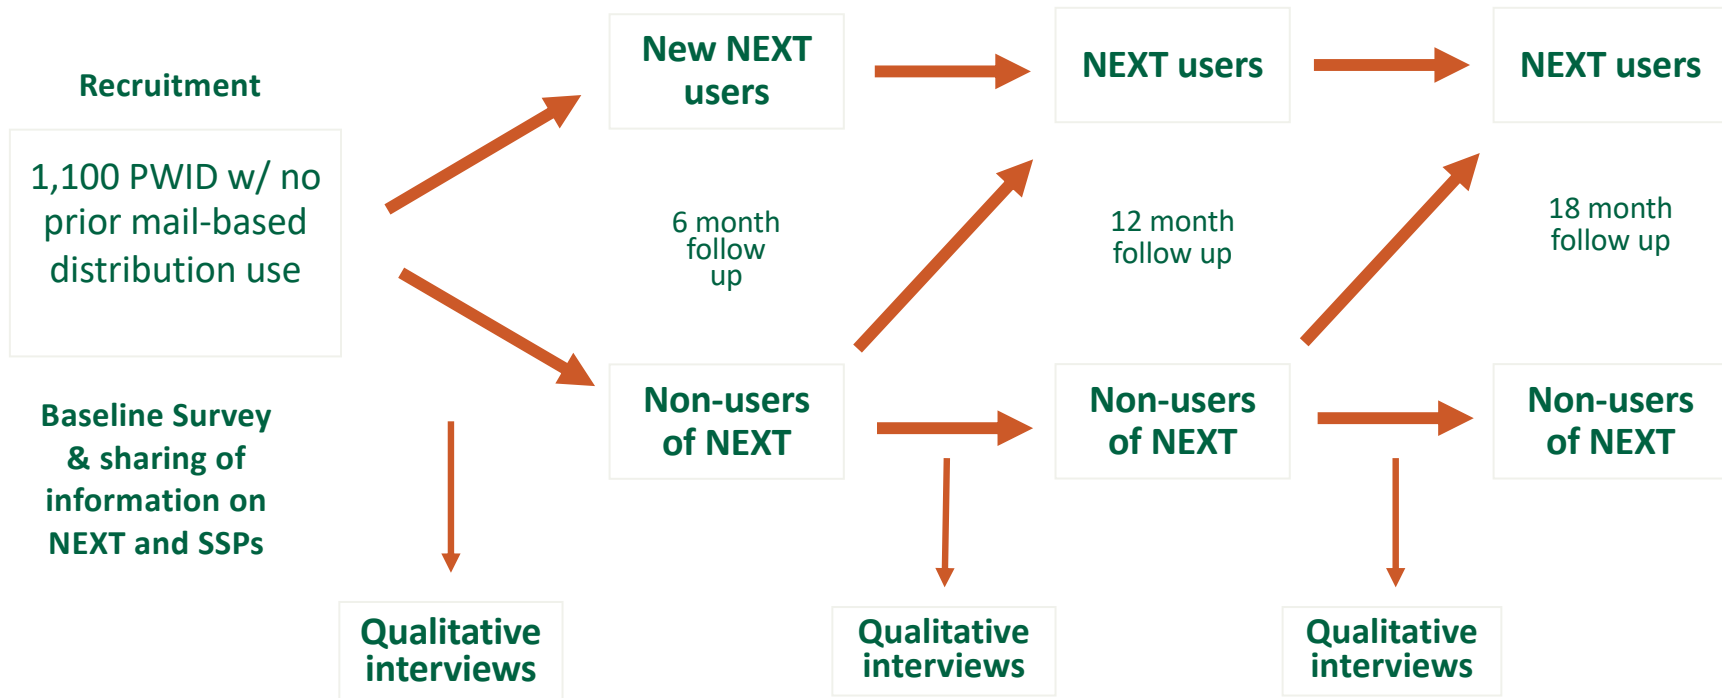 Recruitment
1,100 PWID w/ no
prior mail-based
distribution use
Baseline Survey
& sharing of
information on
NEXT and SSPs
New NEXT
users
6 month
follow
up
Non-users
of NEXT
NEXT users
12 month
follow up
Non-users
of NEXT
NEXT users
18 month
follow up
Non-users
of NEXT
Qualitative
interviews
Qualitative
interviews
Qualitative
interviews